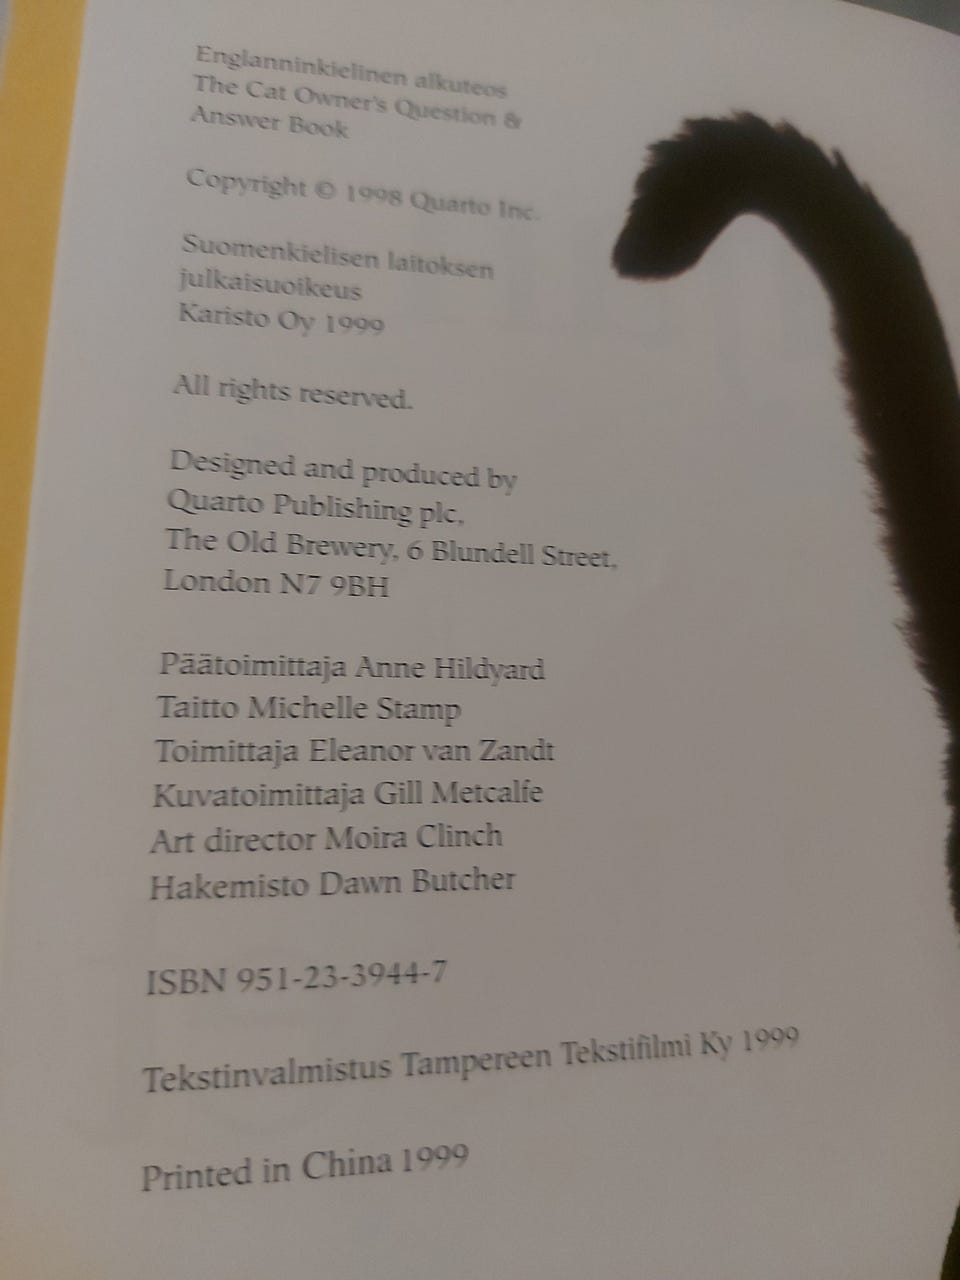 Englanninkielinen alkuteos
The Cat Owner's Question &
Answer Book
Copyright © 1998 Quarto Inc.
Suomenkielisen laitoksen
julkaisuoikeus
Karisto Oy 1999
All rights reserved.
Designed and produced by
Quarto Publishing plc,
The Old Brewery, 6 Blundell Street,
London N7 9BH
Päätoimittaja Anne Hildyard
Taitto Michelle Stamp
Toimittaja Eleanor van Zandt
Kuvatoimittaja Gill Metcalfe
Art director Moira Clinch
Hakemisto Dawn Butcher
ISBN 951-23-3944-7
Tekstinvalmistus Tampereen Tekstifilmi Ky 1999
Printed in China 1999